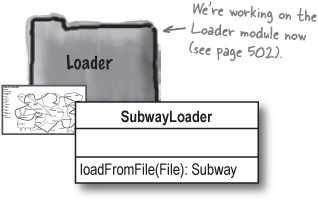 We're working on the
Loader module now
(see page 502).
Loader
SubwayLoader
loadFromFile(File): Subway